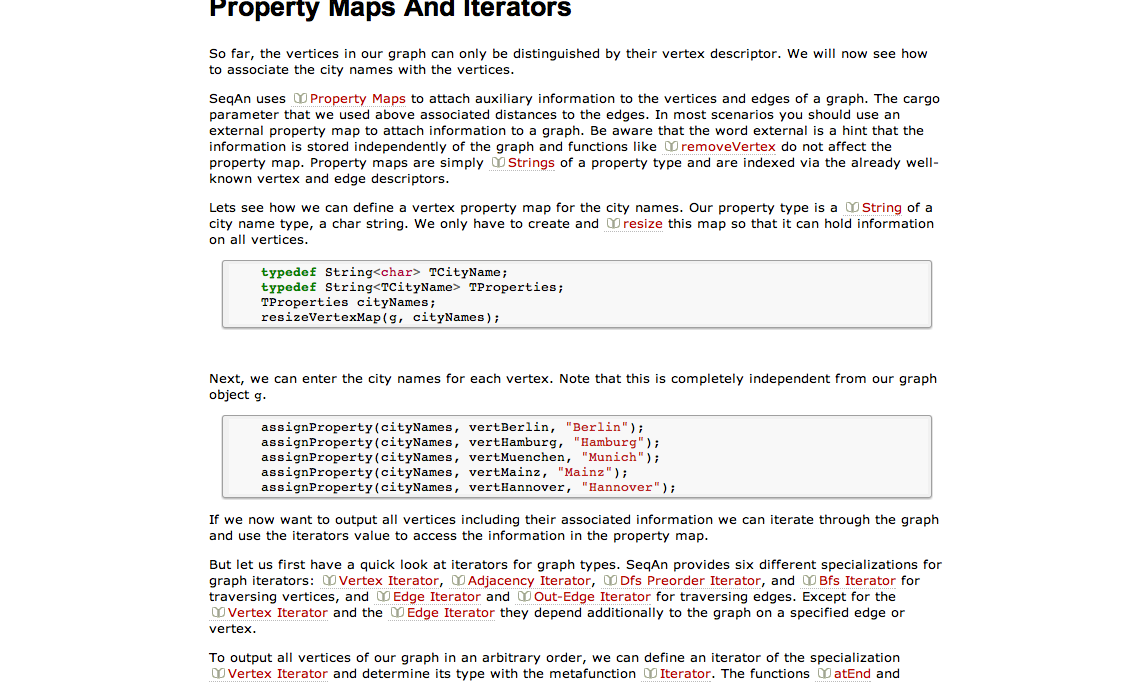 Property Maps And Iterators
So far, the vertices in our graph can only be distinguished by their vertex descriptor. We will now see how
to associate the city names with the vertices.
SeqAn uses Property Maps to attach auxiliary information to the vertices and edges of a graph. The cargo
parameter that we used above associated distances to the edges. In most scenarios you should use an
external property map to attach information to a graph. Be aware that the word external is a hint that the
information is stored independently of the graph and functions like removeVertex do not affect the
property map. Property maps are simply Strings of a property type and are indexed via the already well-
known vertex and edge descriptors.
Lets see how we can define a vertex property map for the city names. Our property type is a String of a
city name type, a char string. We only have to create and resize this map so that it can hold information
on all vertices.
typedef String<char> TCityName;
typedef String<TCityName> TProperties;
TProperties cityNames;
resizeVertexMap(g, cityNames);
Next, we can enter the city names for each vertex. Note that this is completely independent from our graph
object g.
assignProperty(cityNames, vertBerlin, "Berlin");
assignProperty(cityNames, vertHamburg, "Hamburg");
assignProperty(cityNames, vertMuenchen, "Munich");
assignProperty(cityNames, vertMainz, "Mainz");
assignProperty(cityNames, vertHannover, "Hannover");
If we now want to output all vertices including their associated information we can iterate through the graph
and use the iterators value to access the information in the property map.
But let us first have a quick look at iterators for graph types. SeqAn provides six different specializations for
graph iterators: Vertex Iterator, Adjacency Iterator, Dfs Preorder Iterator, and Bfs Iterator for
traversing vertices, and Edge Iterator and Out-Edge Iterator for traversing edges. Except for the
Vertex Iterator and the Edge Iterator they depend additionally to the graph on a specified edge or
vertex.
To output all vertices of our graph in an arbitrary order, we can define an iterator of the specialization
Vertex Iterator and determine its type with the metafunction Iterator. The functions atEnd and